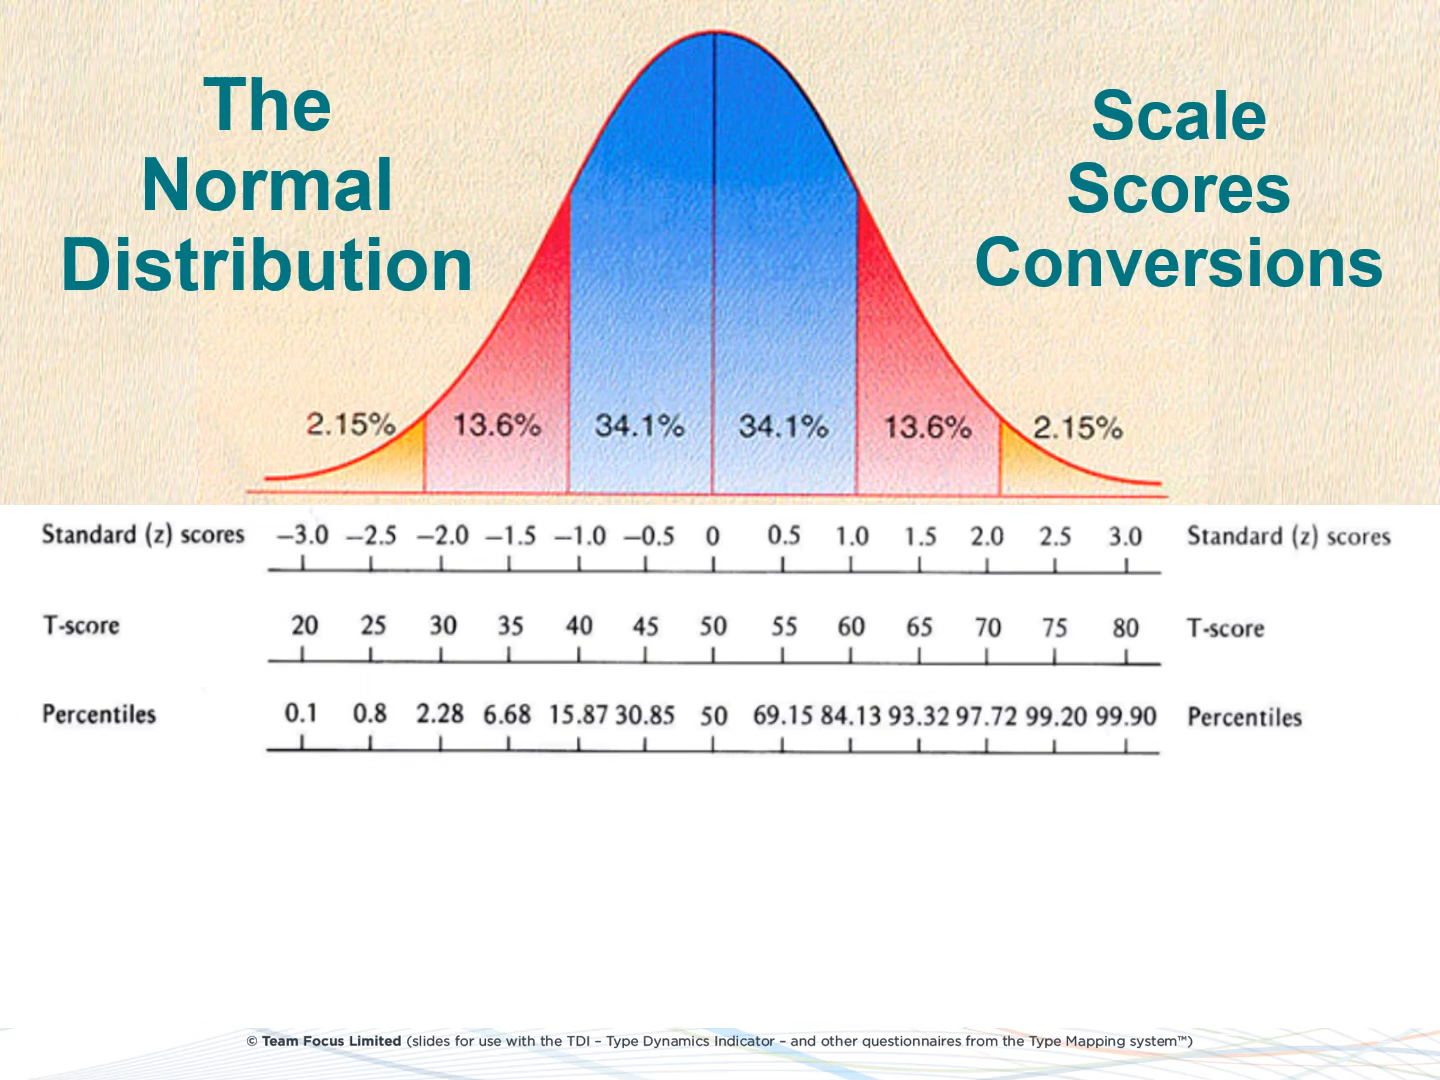 The
Normal
Distribution
Scale
Scores
Conversions
2.15% 13.6% 34.1% 34.1% 13.6% 2.15%
Standard (z) scores −3.0 −2.5 −2.0 −1.5 −1.0 −0.5 0 0.5 1.0 1.5 2.0 2.5 3.0 Standard (z) scores
T-score 20 25 30 35 40 45 50 55 60 65 70 75 80 T-score
Percentiles 0.1 0.8 2.28 6.68 15.87 30.85 50 69.15 84.13 93.32 97.72 99.20 99.90 Percentiles
© Team Focus Limited (slides for use with the TDI – Type Dynamics Indicator – and other questionnaires from the Type Mapping system™)